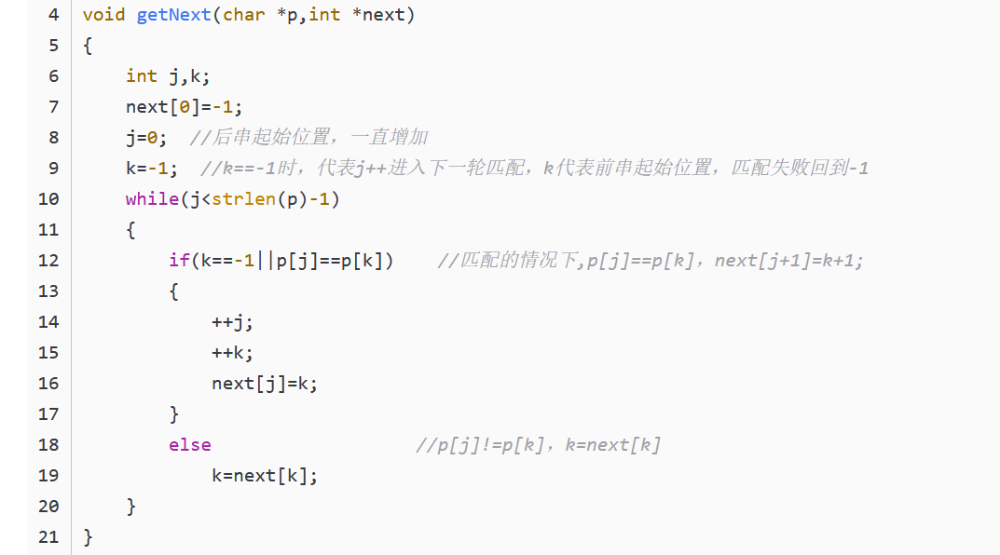 4 void getNext(char *p,int *next)
5 {
6     int j,k;
7     next[0]=-1;
8     j=0;  //后串起始位置，一直增加
9     k=-1;  //k==-1时，代表j++进入下一轮匹配，k代表前串起始位置，匹配失败回到-1
10     while(j<strlen(p)-1)
11     {
12         if(k==-1||p[j]==p[k])    //匹配的情况下,p[j]==p[k]，next[j+1]=k+1;
13         {
14             ++j;
15             ++k;
16             next[j]=k;
17         }
18         else                   //p[j]!=p[k]，k=next[k]
19             k=next[k];
20     }
21 }